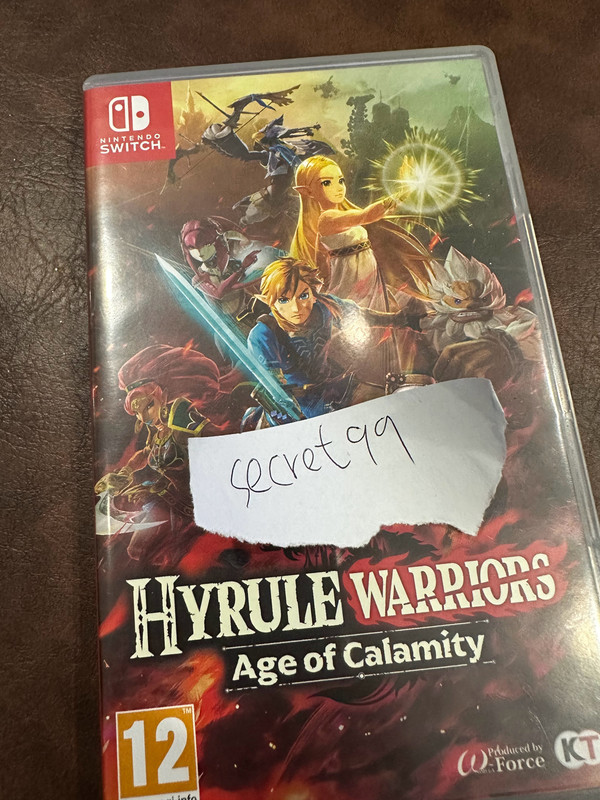 NINTENDO
SWITCH
secret99
HYRULE WARRIORS
Age of Calamity
12
Produced by
ω-Force
KT